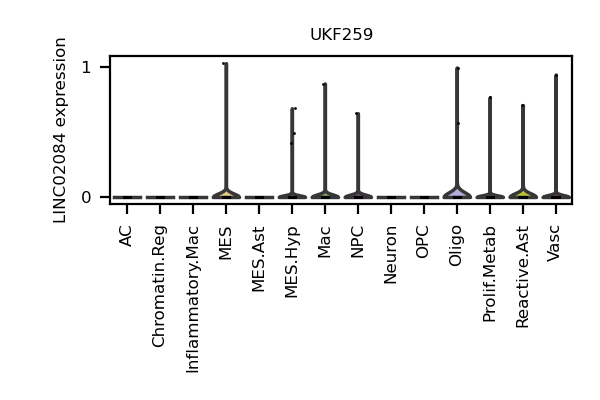 UKF259
LINC02084 expression
1
0
AC
Chromatin.Reg
Inflammatory.Mac
MES
MES.Ast
MES.Hyp
Mac
NPC
Neuron
OPC
Oligo
Prolif.Metab
Reactive.Ast
Vasc